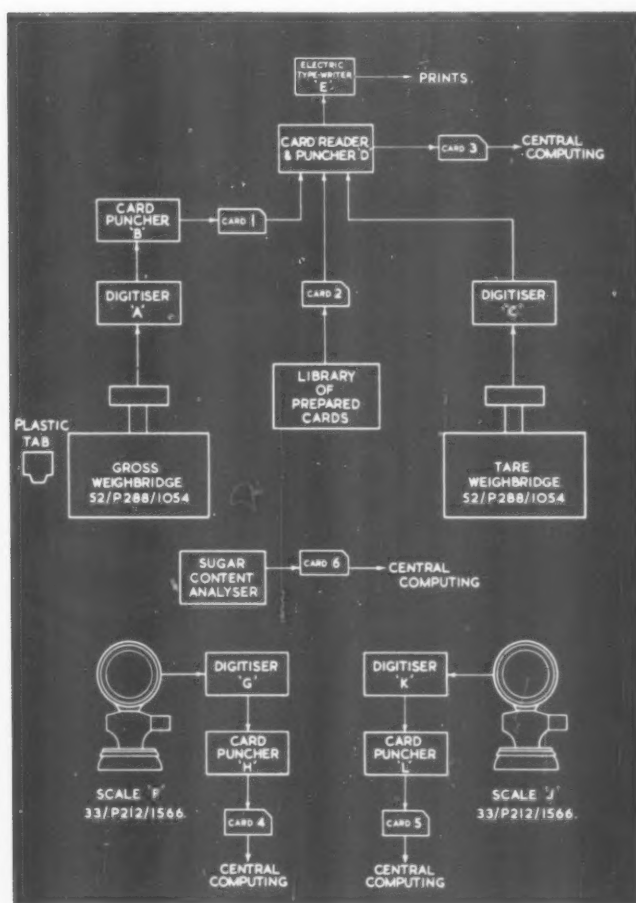 ELECTRIC
TYPE-WRITER
'E'
PRINTS
CARD READER
& PUNCHER 'D'
CARD 3
CENTRAL
COMPUTING
CARD
PUNCHER
'B'
CARD 1
DIGITISER
'A'
CARD 2
DIGITISER
'C'
LIBRARY
OF
PREPARED
CARDS
PLASTIC
TAB
GROSS
WEIGHBRIDGE
52/P288/1054
TARE
WEIGHBRIDGE
52/P288/1054
SUGAR
CONTENT
ANALYSER
CARD 6
CENTRAL
COMPUTING
DIGITISER
'G'
DIGITISER
'K'
CARD
PUNCHER
'H'
CARD
PUNCHER
'L'
SCALE 'F'
33/P212/1566.
SCALE 'J'
33/P212/1566.
CARD 4
CARD 5
CENTRAL
COMPUTING
CENTRAL
COMPUTING